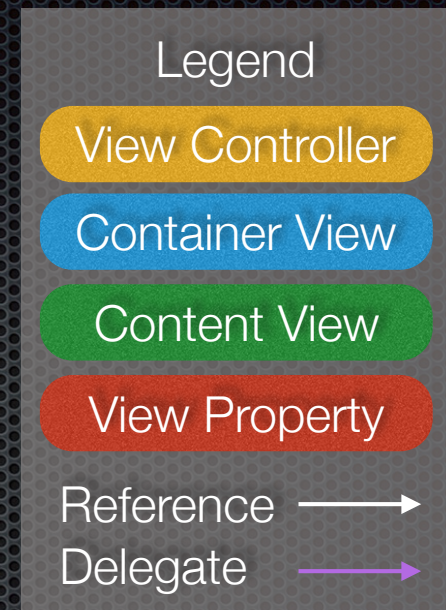 Legend
View Controller
Container View
Content View
View Property
Reference
Delegate